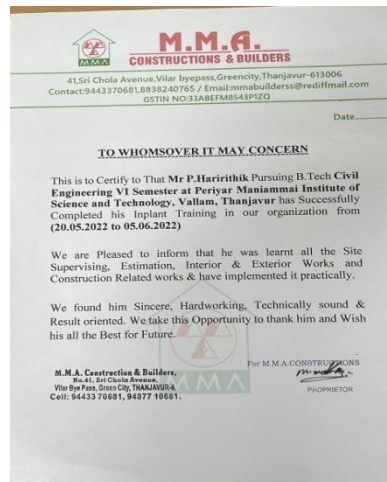 M.M.A.
CONSTRUCTIONS & BUILDERS
MMA
41,Sri Chola Avenue,Vilar byepass,Greencity,Thanjavur-613006
Contact:9443370681,8838240765 / Email:mmabuilderss@rediffmail.com
GSTIN NO:33ABEFM8543P1ZQ
Date............
TO WHOMSOVER IT MAY CONCERN
This is to Certify to That Mr P.Haririthik Pursuing B.Tech Civil
Engineering VI Semester at Periyar Maniammai Institute of
Science and Technology, Vallam, Thanjavur has Successfully
Completed his Inplant Training in our organization from
(20.05.2022 to 05.06.2022)
We are Pleased to inform that he was learnt all the Site
Supervising, Estimation, Interior & Exterior Works and
Construction Related works & have implemented it practically.
We found him Sincere, Hardworking, Technically sound &
Result oriented. We take this Opportunity to thank him and Wish
his all the Best for Future.
For M.M.A.CONSTRUCTIONS
M.M.A. Construction & Builders,
No.41, Sri Chola Avenue,
Vilar Bye Pass, Green City, THANJAVUR-6.
Cell: 94433 70681, 94877 10681.
MMA
PROPRIETOR